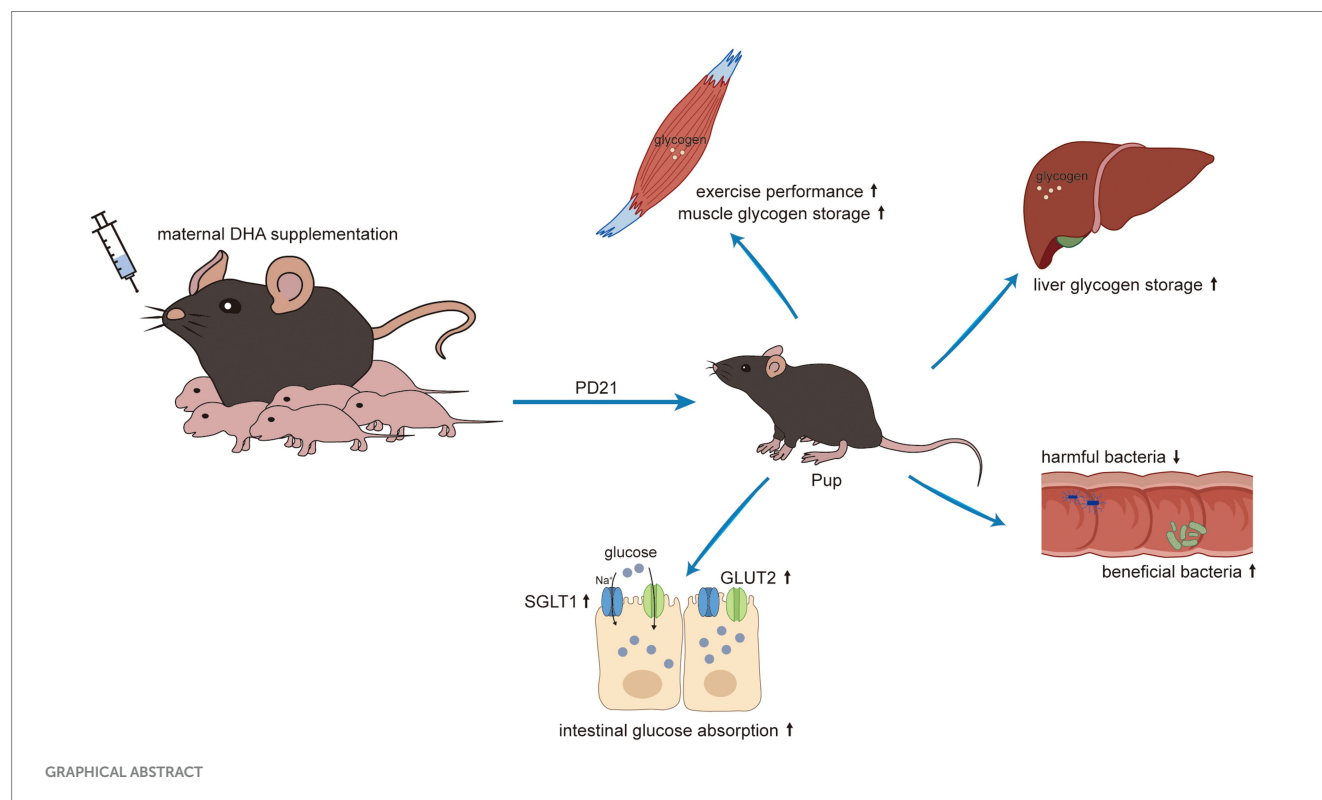 glycogen
exercise performance ↑
muscle glycogen storage ↑
glycogen
liver glycogen storage ↑
maternal DHA supplementation
PD21
Pup
harmful bacteria ↓
beneficial bacteria ↑
glucose
Na⁺
GLUT2 ↑
SGLT1 ↑
intestinal glucose absorption ↑
GRAPHICAL ABSTRACT